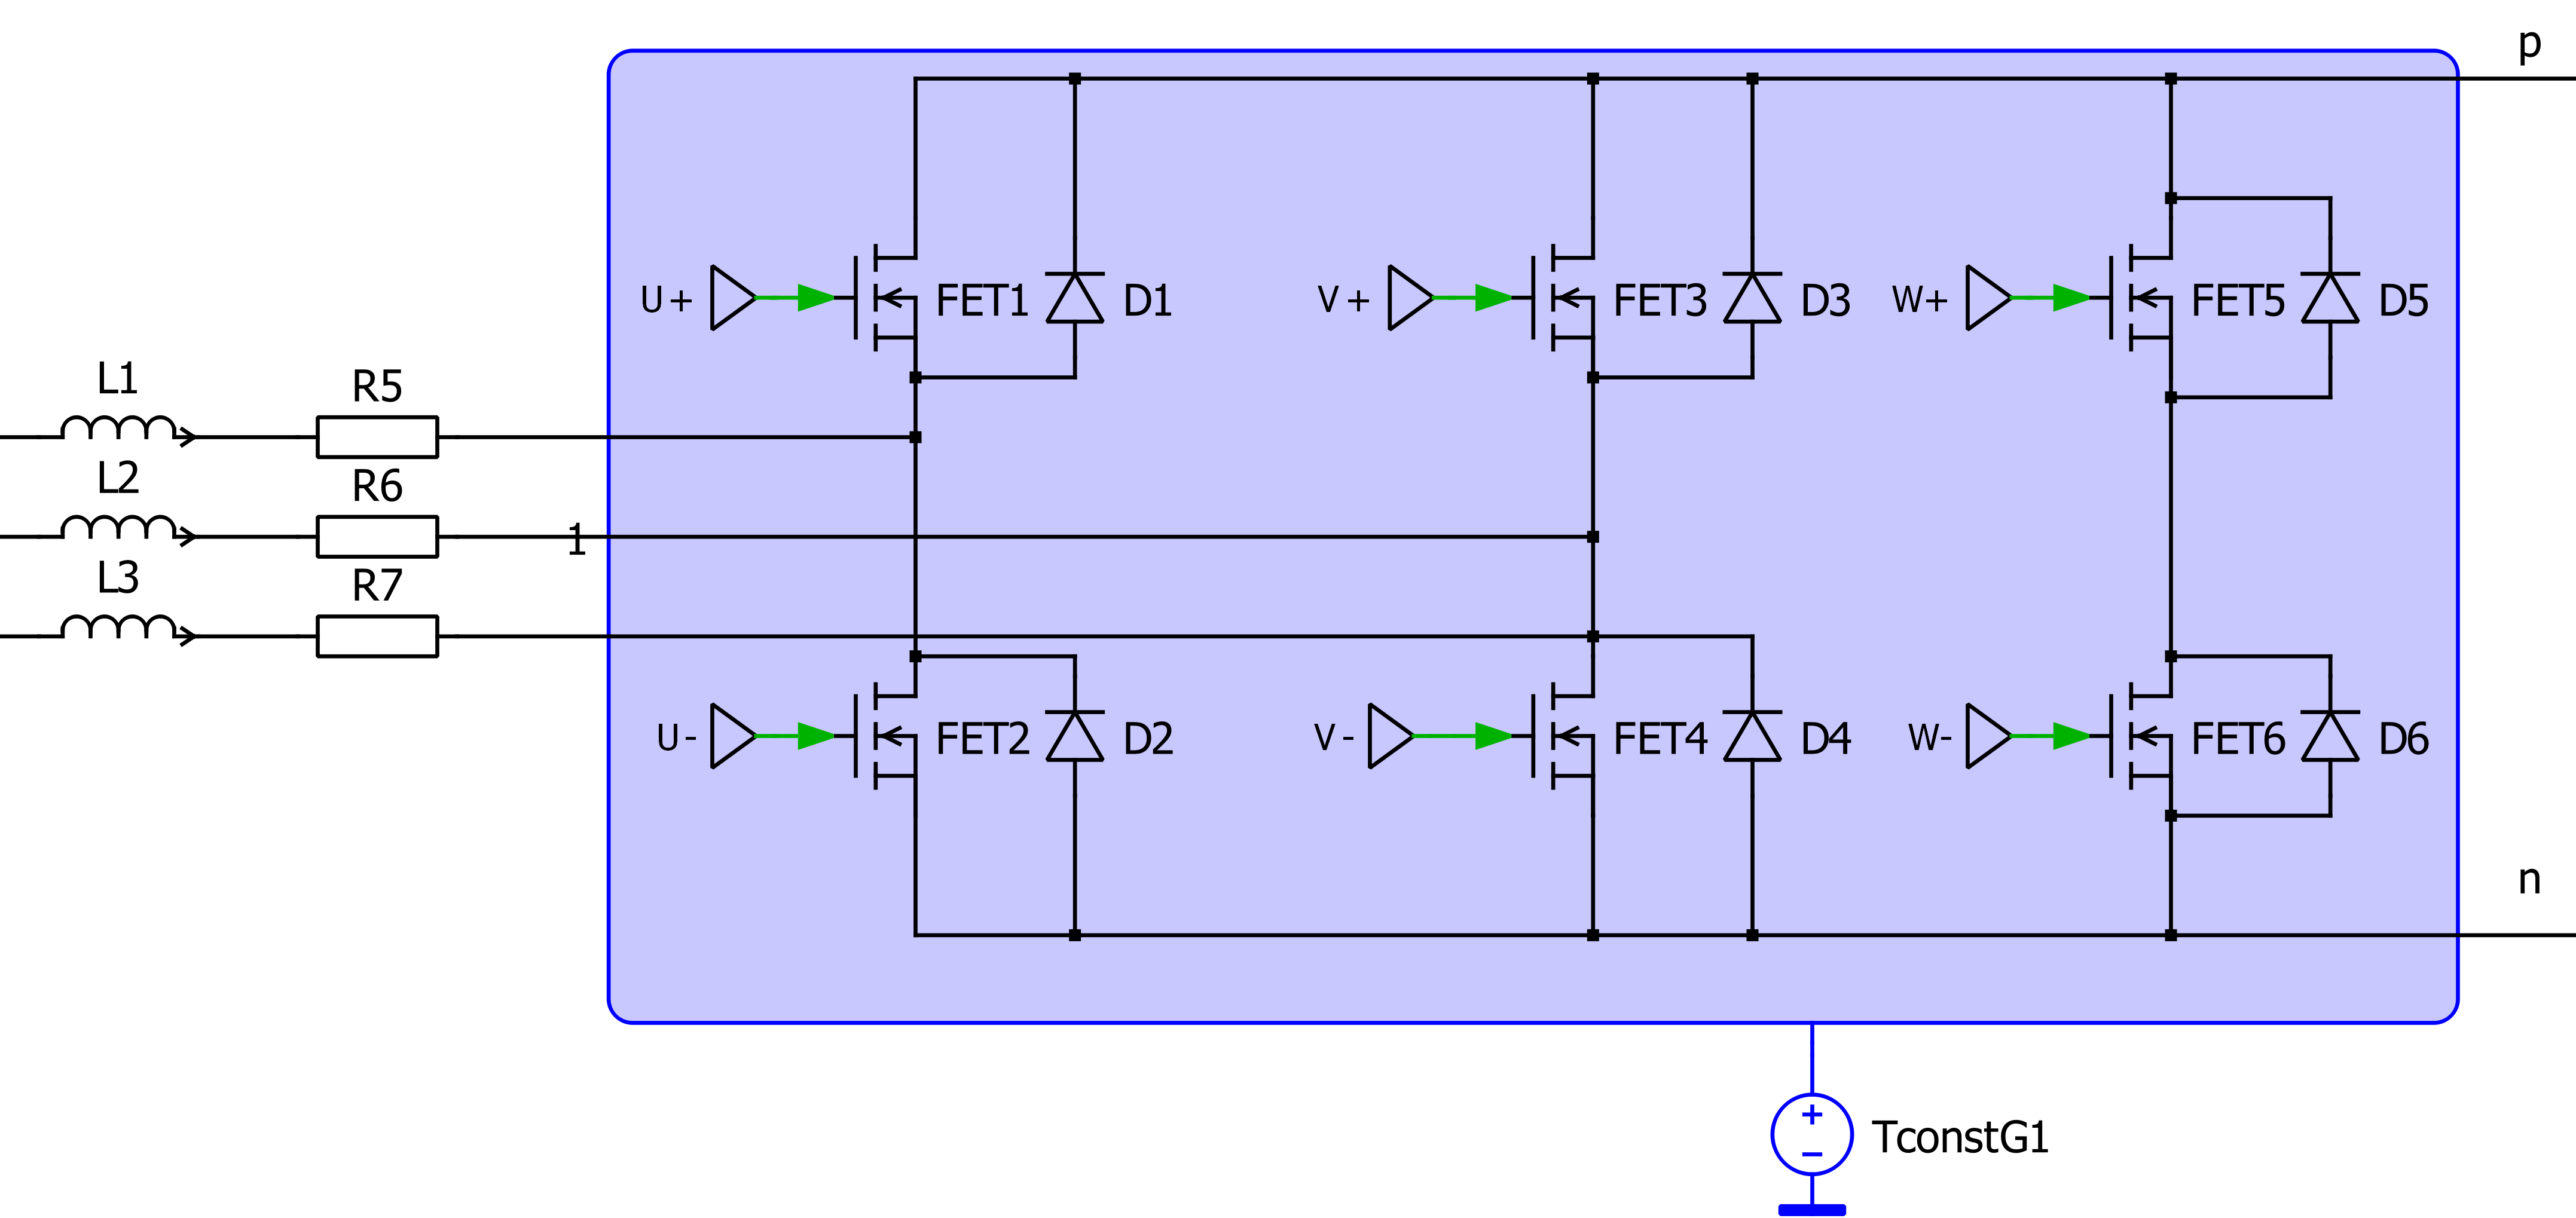 p
U+
FET1
D1
V+
FET3
D3
W+
FET5
D5
L1
R5
L2
R6
1
L3
R7
U-
FET2
D2
V-
FET4
D4
W-
FET6
D6
n
+
−
TconstG1